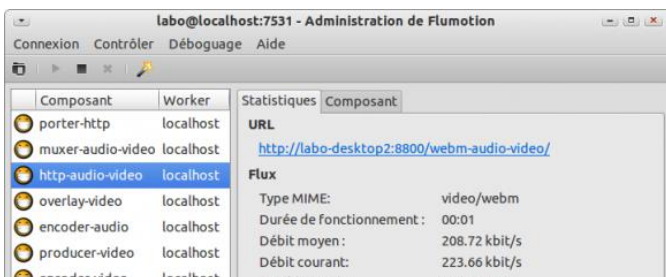 labo@localhost:7531 - Administration de Flumotion
Connexion Contrôler Déboguage Aide
Composant Worker
porter-http localhost
muxer-audio-video localhost
http-audio-video localhost
overlay-video localhost
encoder-audio localhost
producer-video localhost
Statistiques Composant
URL
http://labo-desktop2:8800/webm-audio-video/
Flux
Type MIME: video/webm
Durée de fonctionnement : 00:01
Débit moyen : 208.72 kbit/s
Débit courant: 223.66 kbit/s